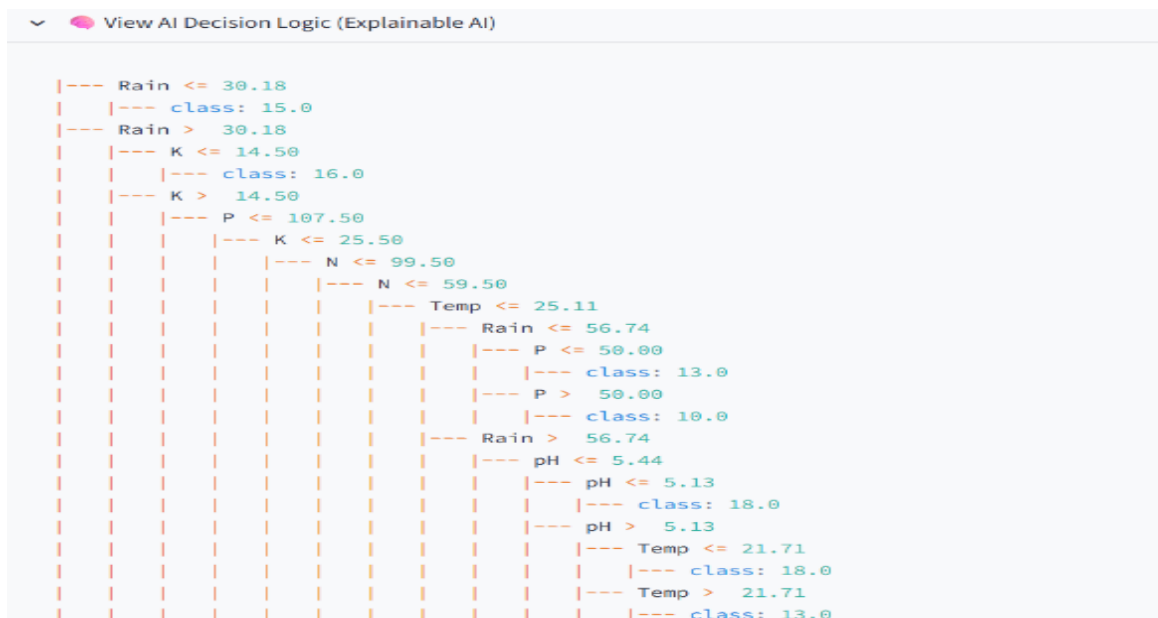 View AI Decision Logic (Explainable AI)
|--- Rain <= 30.18
|   |--- class: 15.0
|--- Rain >  30.18
|   |--- K <= 14.50
|   |   |--- class: 16.0
|   |--- K >  14.50
|   |   |--- P <= 107.50
|   |   |   |--- K <= 25.50
|   |   |   |   |--- N <= 99.50
|   |   |   |   |   |--- N <= 59.50
|   |   |   |   |   |   |--- Temp <= 25.11
|   |   |   |   |   |   |   |--- Rain <= 56.74
|   |   |   |   |   |   |   |   |--- P <= 50.00
|   |   |   |   |   |   |   |   |   |--- class: 13.0
|   |   |   |   |   |   |   |   |--- P >  50.00
|   |   |   |   |   |   |   |   |   |--- class: 10.0
|   |   |   |   |   |   |   |--- Rain >  56.74
|   |   |   |   |   |   |   |   |--- pH <= 5.44
|   |   |   |   |   |   |   |   |   |--- pH <= 5.13
|   |   |   |   |   |   |   |   |   |   |--- class: 18.0
|   |   |   |   |   |   |   |   |   |--- pH >  5.13
|   |   |   |   |   |   |   |   |   |   |--- Temp <= 21.71
|   |   |   |   |   |   |   |   |   |   |   |--- class: 18.0
|   |   |   |   |   |   |   |   |   |   |--- Temp >  21.71
|   |   |   |   |   |   |   |   |   |   |   |--- class: 13.0